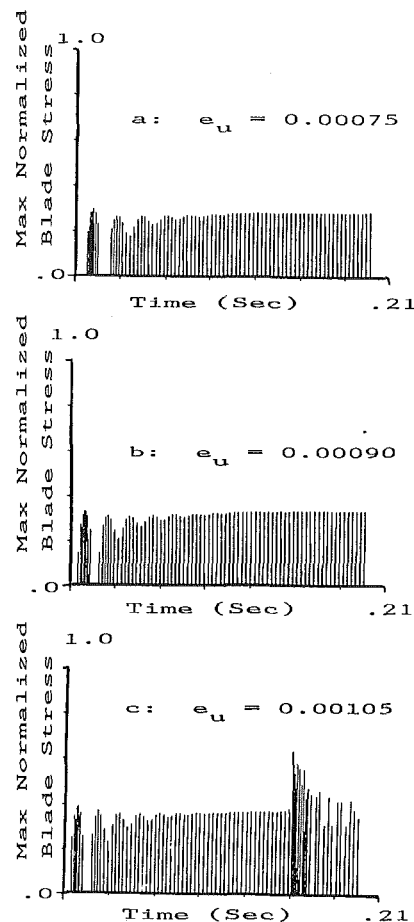 1.0
Max Normalized
Blade Stress
a: e_u = 0.00075
.0
Time (Sec)
.21
1.0
Max Normalized
Blade Stress
b: e_u = 0.00090
.0
Time (Sec)
.21
1.0
Max Normalized
Blade Stress
c: e_u = 0.00105
.0
Time (Sec)
.21